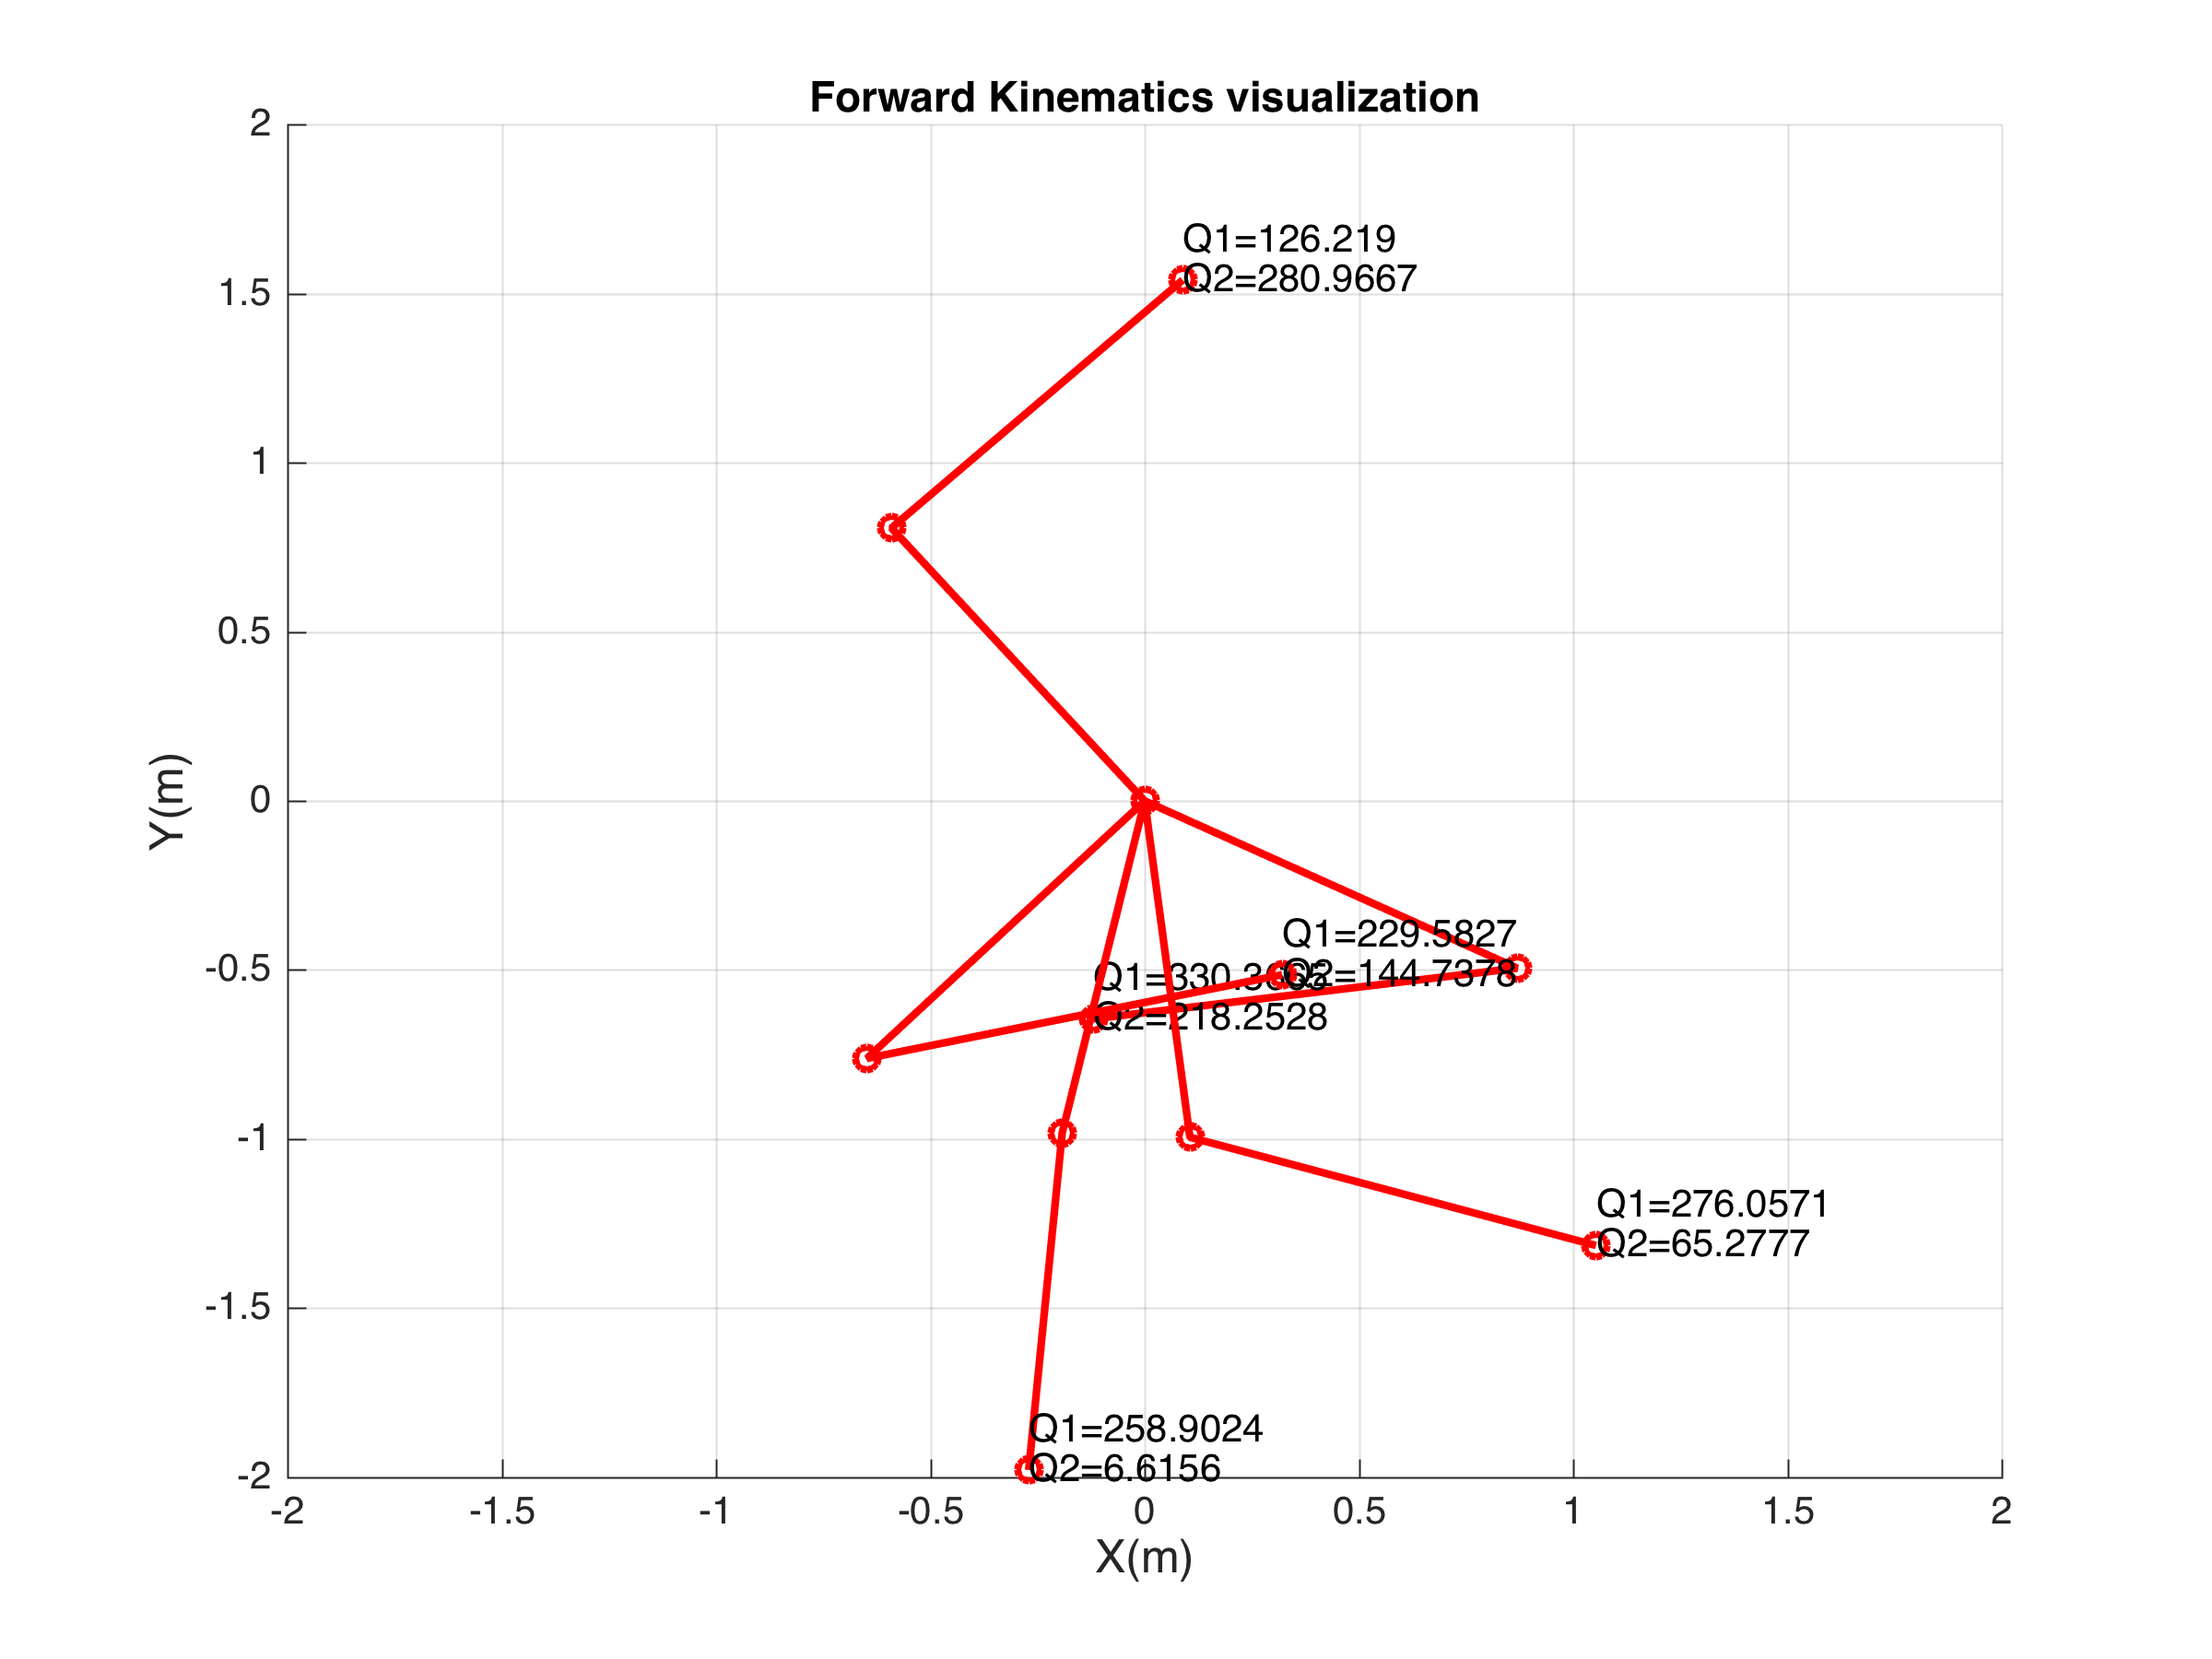 Forward Kinematics visualization
2
1.5
1
0.5
0
-0.5
-1
-1.5
-2
Y(m)
Q1=126.219
Q2=280.9667
Q1=229.5827
Q2=144.7378
Q2=218.2528
Q1=276.0571
Q2=65.2777
Q1=258.9024
Q2=6.6156
-2 -1.5 -1 -0.5 0 0.5 1 1.5 2
X(m)